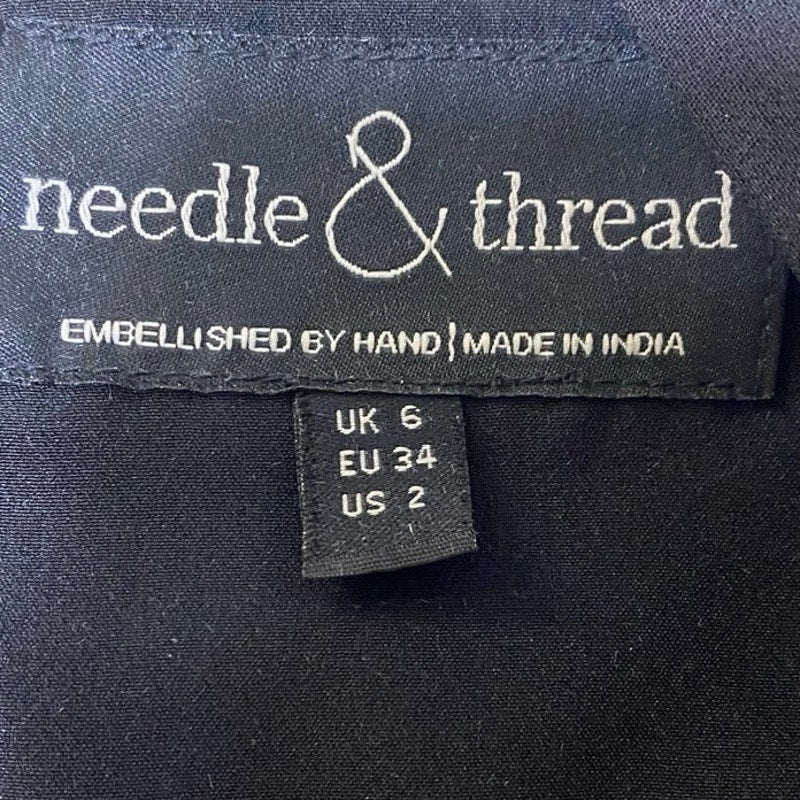 needle & thread
EMBELLISHED BY HAND | MADE IN INDIA
UK 6
EU 34
US 2